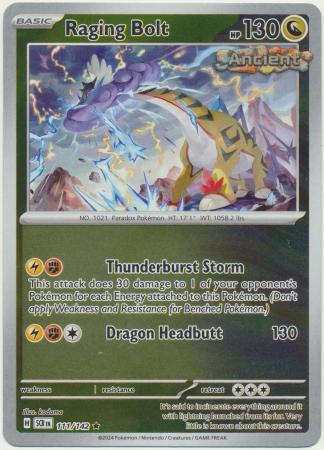 BASIC
Raging Bolt
HP 130
Ancient
NO. 1021 Paradox Pokémon HT: 17'1" WT: 1058.2 lbs
Thunderburst Storm
This attack does 30 damage to 1 of your opponent's
Pokémon for each Energy attached to this Pokémon. (Don't
apply Weakness and Resistance for Benched Pokémon.)
Dragon Headbutt 130
weakness resistance retreat
Illus. kodama
H SCR EN 111/142 ★
It's said to incinerate everything around it
with lightning launched from its fur. Very
little is known about this creature.
©2024 Pokémon / Nintendo / Creatures / GAME FREAK